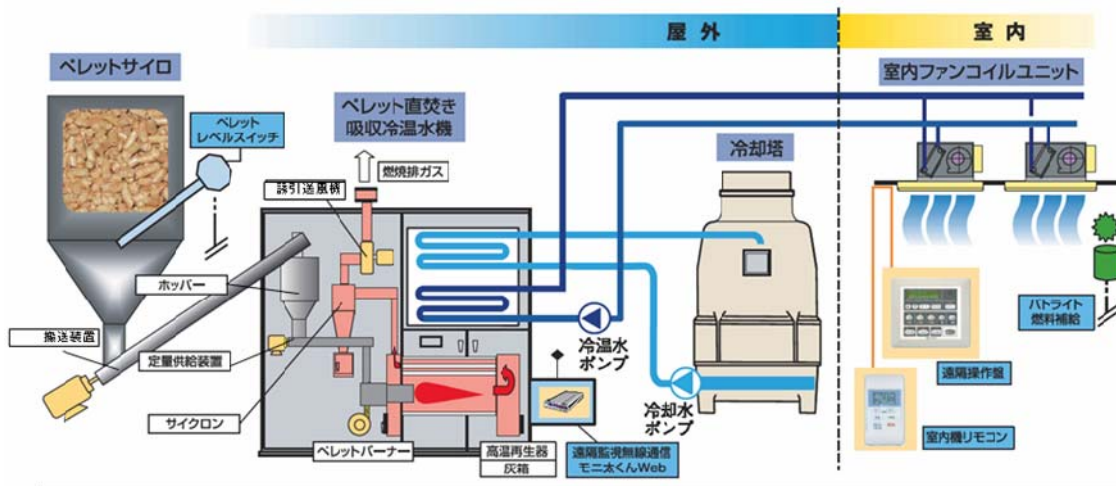 屋外
室内
ペレットサイロ
ペレット
レベルスイッチ
ペレット直焚き
吸収冷温水機
燃焼排ガス
誘引送風機
冷却塔
室内ファンコイルユニット
ホッパー
搬送装置
定量供給装置
サイクロン
ペレットバーナー
高温再生器
灰箱
冷温水
ポンプ
冷却水
ポンプ
遠隔監視無線通信
モニ太くんWeb
パトライト
燃料補給
遠隔操作盤
室内機リモコン